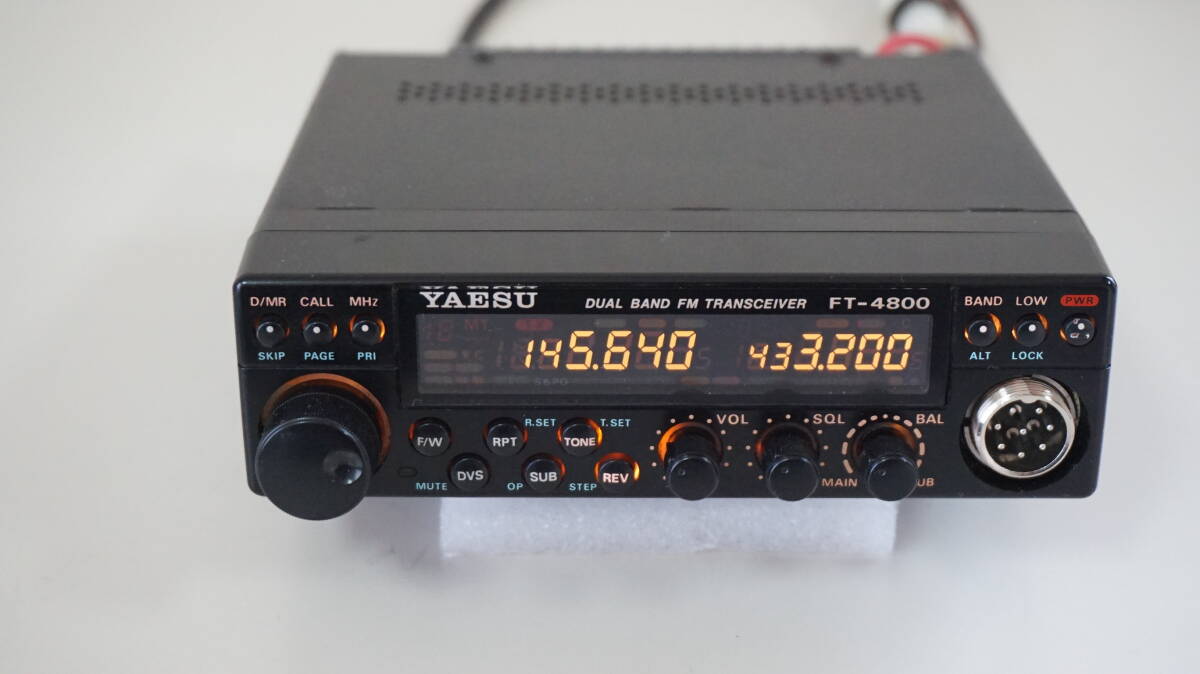 D/MR CALL MHz
SKIP PAGE PRI
YAESU DUAL BAND FM TRANSCEIVER FT-4800
145.640 433.200
BAND LOW PWR
ALT LOCK
R.SET T.SET
F/W RPT TONE
MUTE DVS OP SUB STEP REV
VOL SQL BAL
MAIN